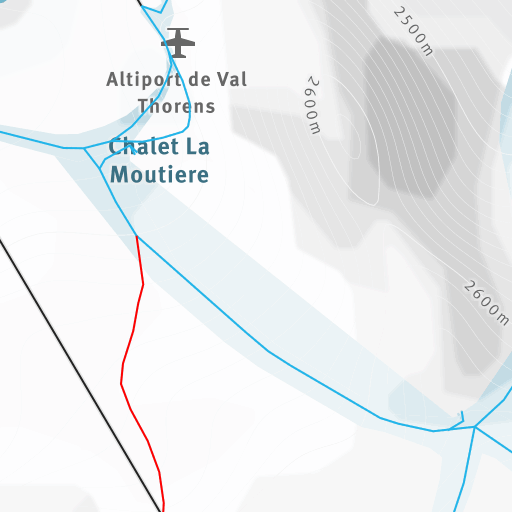 2500m
Altiport de Val
Thorens
2600m
Chalet La
Moutiere
2600m